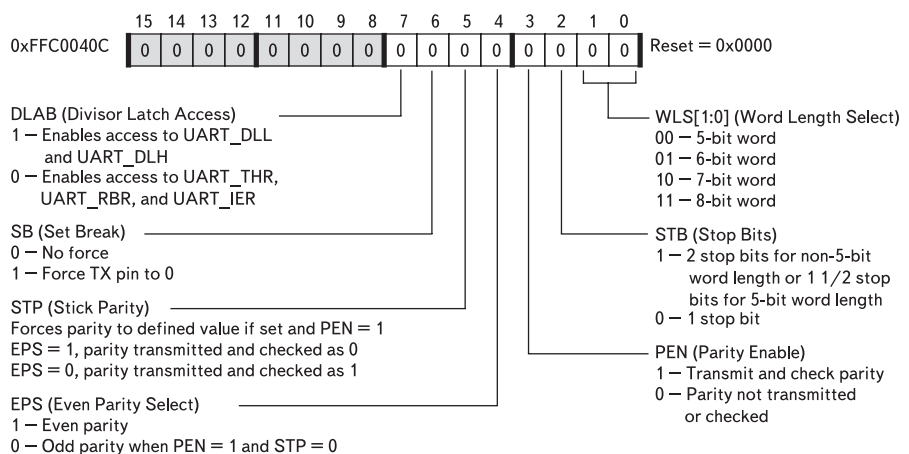 15 14 13 12 11 10 9 8 7 6 5 4 3 2 1 0
0xFFC0040C 0 0 0 0 0 0 0 0 0 0 0 0 0 0 0 0 Reset = 0x0000
DLAB (Divisor Latch Access)
1 — Enables access to UART_DLL
and UART_DLH
0 — Enables access to UART_THR,
UART_RBR, and UART_IER
SB (Set Break)
0 — No force
1 — Force TX pin to 0
STP (Stick Parity)
Forces parity to defined value if set and PEN = 1
EPS = 1, parity transmitted and checked as 0
EPS = 0, parity transmitted and checked as 1
EPS (Even Parity Select)
1 — Even parity
0 — Odd parity when PEN = 1 and STP = 0
WLS[1:0] (Word Length Select)
00 — 5-bit word
01 — 6-bit word
10 — 7-bit word
11 — 8-bit word
STB (Stop Bits)
1 — 2 stop bits for non-5-bit
word length or 1 1/2 stop
bits for 5-bit word length
0 — 1 stop bit
PEN (Parity Enable)
1 — Transmit and check parity
0 — Parity not transmitted
or checked